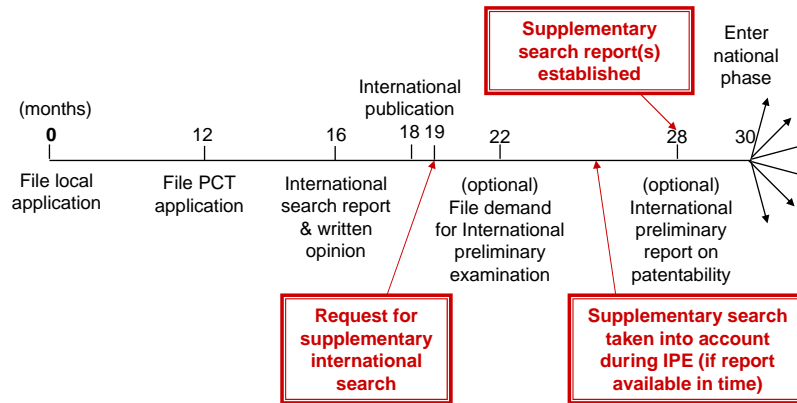 Supplementary
search report(s)
established
Enter
national
phase
International
publication
(months)
0
12
16
18
19
22
28
30
File local
application
File PCT
application
International
search report
& written
opinion
(optional)
File demand
for International
preliminary
examination
(optional)
International
preliminary
report on
patentability
Request for
supplementary
international
search
Supplementary search
taken into account
during IPE (if report
available in time)